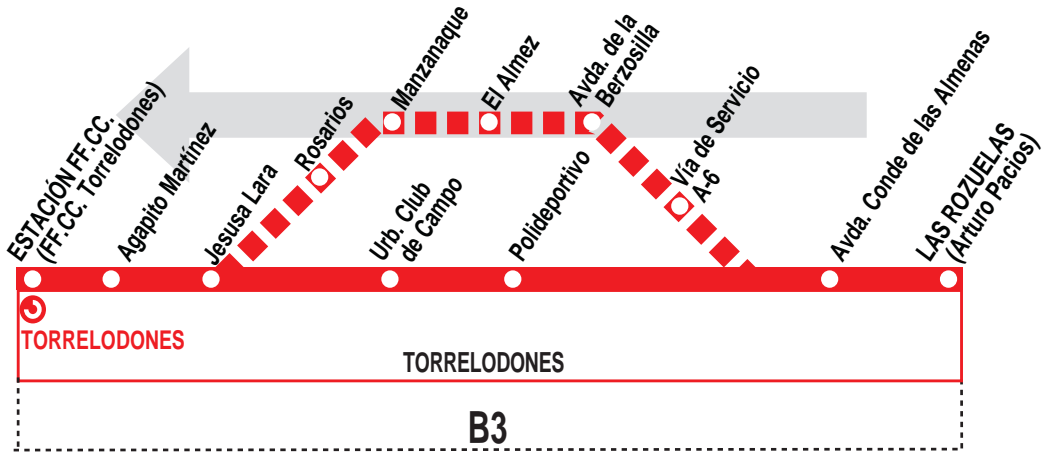 ESTACIÓN FF.CC.
(FF.CC. Torrelodones)
Agapito Martínez
Jesusa Lara
Rosarios
Manzanaque
El Almez
Avda. de la
Berzosilla
Vía de Servicio
A-6
Urb. Club
de Campo
Polideportivo
Avda. Conde de las Almenas
LAS ROZUELAS
(Arturo Pacios)
TORRELODONES
TORRELODONES
B3